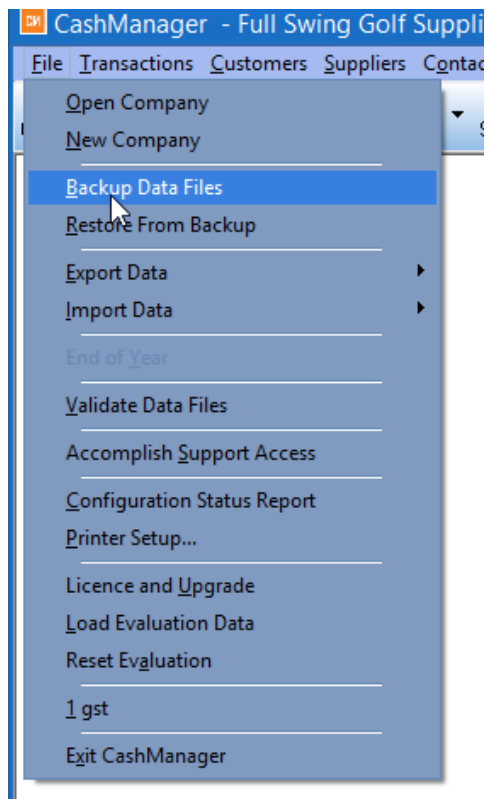 CashManager - Full Swing Golf Suppli
File Transactions Customers Suppliers Contac
Open Company
New Company
Backup Data Files
Restore From Backup
Export Data
Import Data
End of Year
Validate Data Files
Accomplish Support Access
Configuration Status Report
Printer Setup...
Licence and Upgrade
Load Evaluation Data
Reset Evaluation
1 gst
Exit CashManager